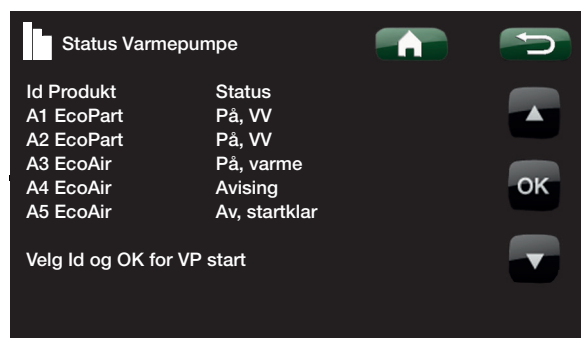 Status Varmepumpe
Id Produkt Status
A1 EcoPart På, VV
A2 EcoPart På, VV
A3 EcoAir På, varme
A4 EcoAir Avising
A5 EcoAir Av, startklar
OK
Velg Id og OK for VP start